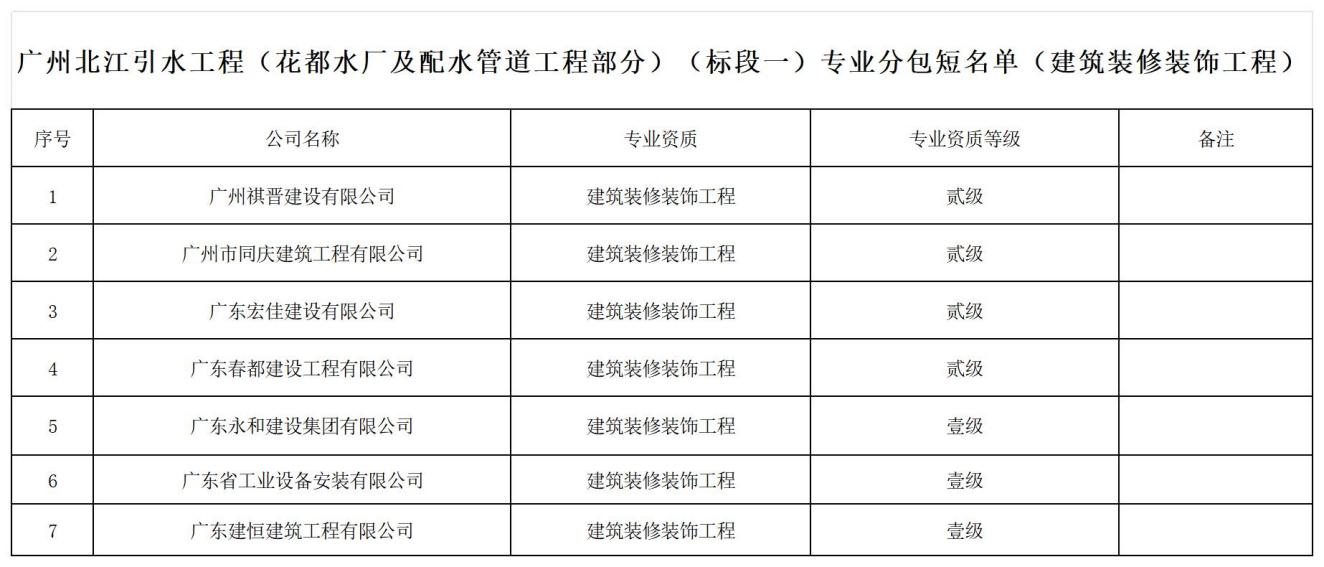 广州北江引水工程（花都水厂及配水管道工程部分）（标段一）专业分包短名单（建筑装修装饰工程）
序号 公司名称 专业资质 专业资质等级 备注
1 广州祺晋建设有限公司 建筑装修装饰工程 贰级
2 广州市同庆建筑工程有限公司 建筑装修装饰工程 贰级
3 广东宏佳建设有限公司 建筑装修装饰工程 贰级
4 广东春都建设工程有限公司 建筑装修装饰工程 贰级
5 广东永和建设集团有限公司 建筑装修装饰工程 壹级
6 广东省工业设备安装有限公司 建筑装修装饰工程 壹级
7 广东建恒建筑工程有限公司 建筑装修装饰工程 壹级